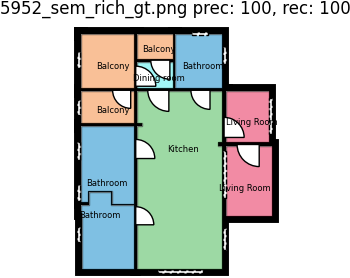 5952_sem_rich_gt.png prec: 100, rec: 100
Balcony
Balcony
Bathroom
Dining room
Balcony
Living Room
Kitchen
Bathroom
Living Room
Bathroom